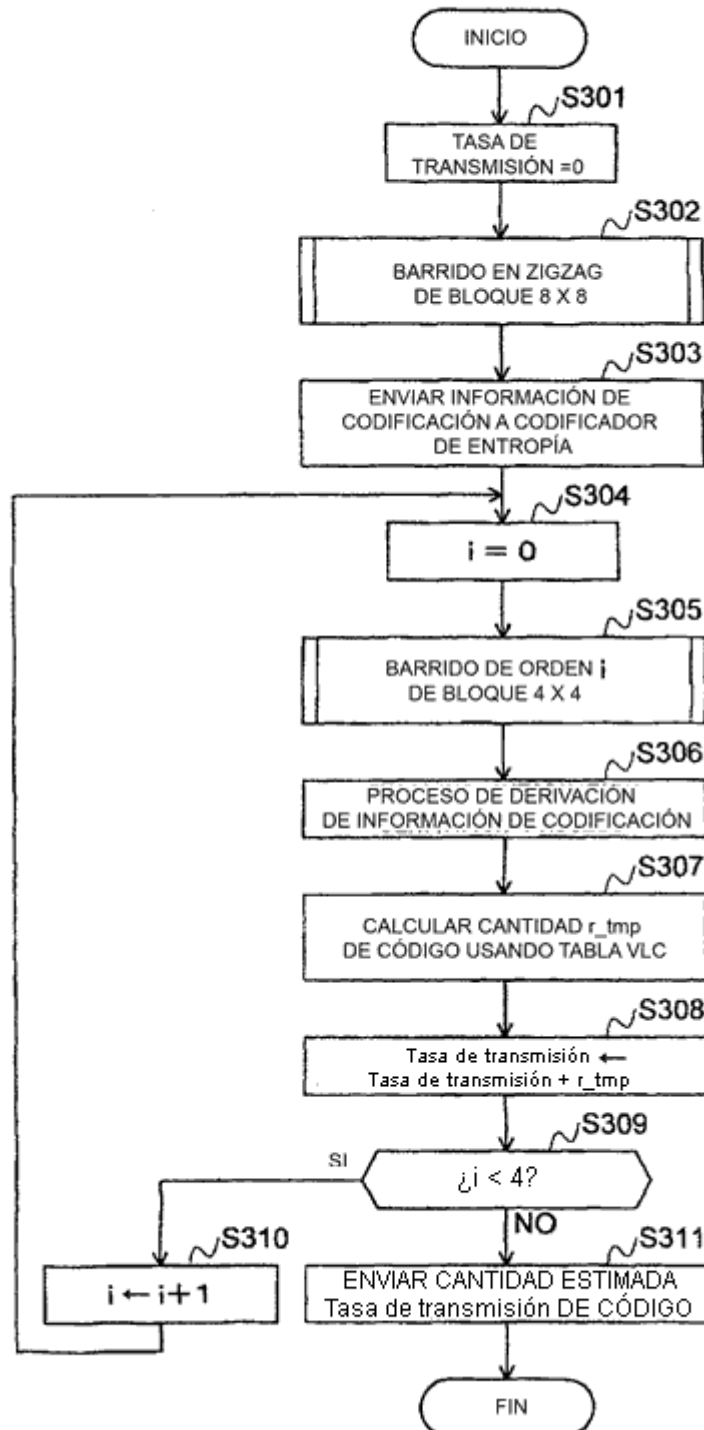 INICIO
S301
TASA DE
TRANSMISIÓN =0
S302
BARRIDO EN ZIGZAG
DE BLOQUE 8 X 8
S303
ENVIAR INFORMACIÓN DE
CODIFICACIÓN A CODIFICADOR
DE ENTROPÍA
S304
i = 0
S305
BARRIDO DE ORDEN i
DE BLOQUE 4 X 4
S306
PROCESO DE DERIVACIÓN
DE INFORMACIÓN DE CODIFICACIÓN
S307
CALCULAR CANTIDAD r_tmp
DE CÓDIGO USANDO TABLA VLC
S308
Tasa de transmisión ←
Tasa de transmisión + r_tmp
S309
SI
¿i < 4?
NO
S310
i ← i+1
S311
ENVIAR CANTIDAD ESTIMADA
Tasa de transmisión DE CÓDIGO
FIN